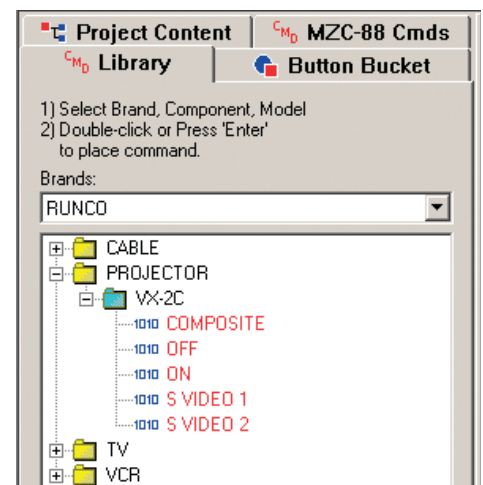 Project Content
CMD MZC-88 Cmds
CMD Library
Button Bucket
1) Select Brand, Component, Model
2) Double-click or Press 'Enter'
to place command.
Brands:
RUNCO
CABLE
PROJECTOR
VX-2C
1010 COMPOSITE
1010 OFF
1010 ON
1010 S VIDEO 1
1010 S VIDEO 2
TV
VCR